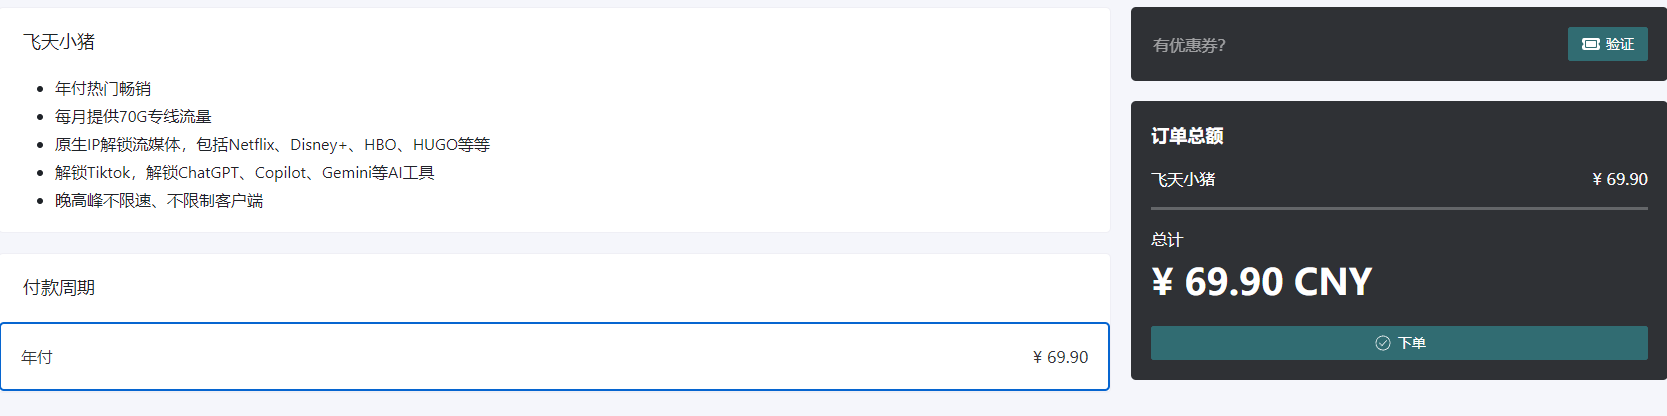 飞天小猪
年付热门畅销
每月提供70G专线流量
原生IP解锁流媒体，包括Netflix、Disney+、HBO、HUGO等等
解锁Tiktok，解锁ChatGPT、Copilot、Gemini等AI工具
晚高峰不限速、不限制客户端
付款周期
年付 ¥ 69.90
有优惠券？ 验证
订单总额
飞天小猪 ¥ 69.90
总计
¥ 69.90 CNY
下单